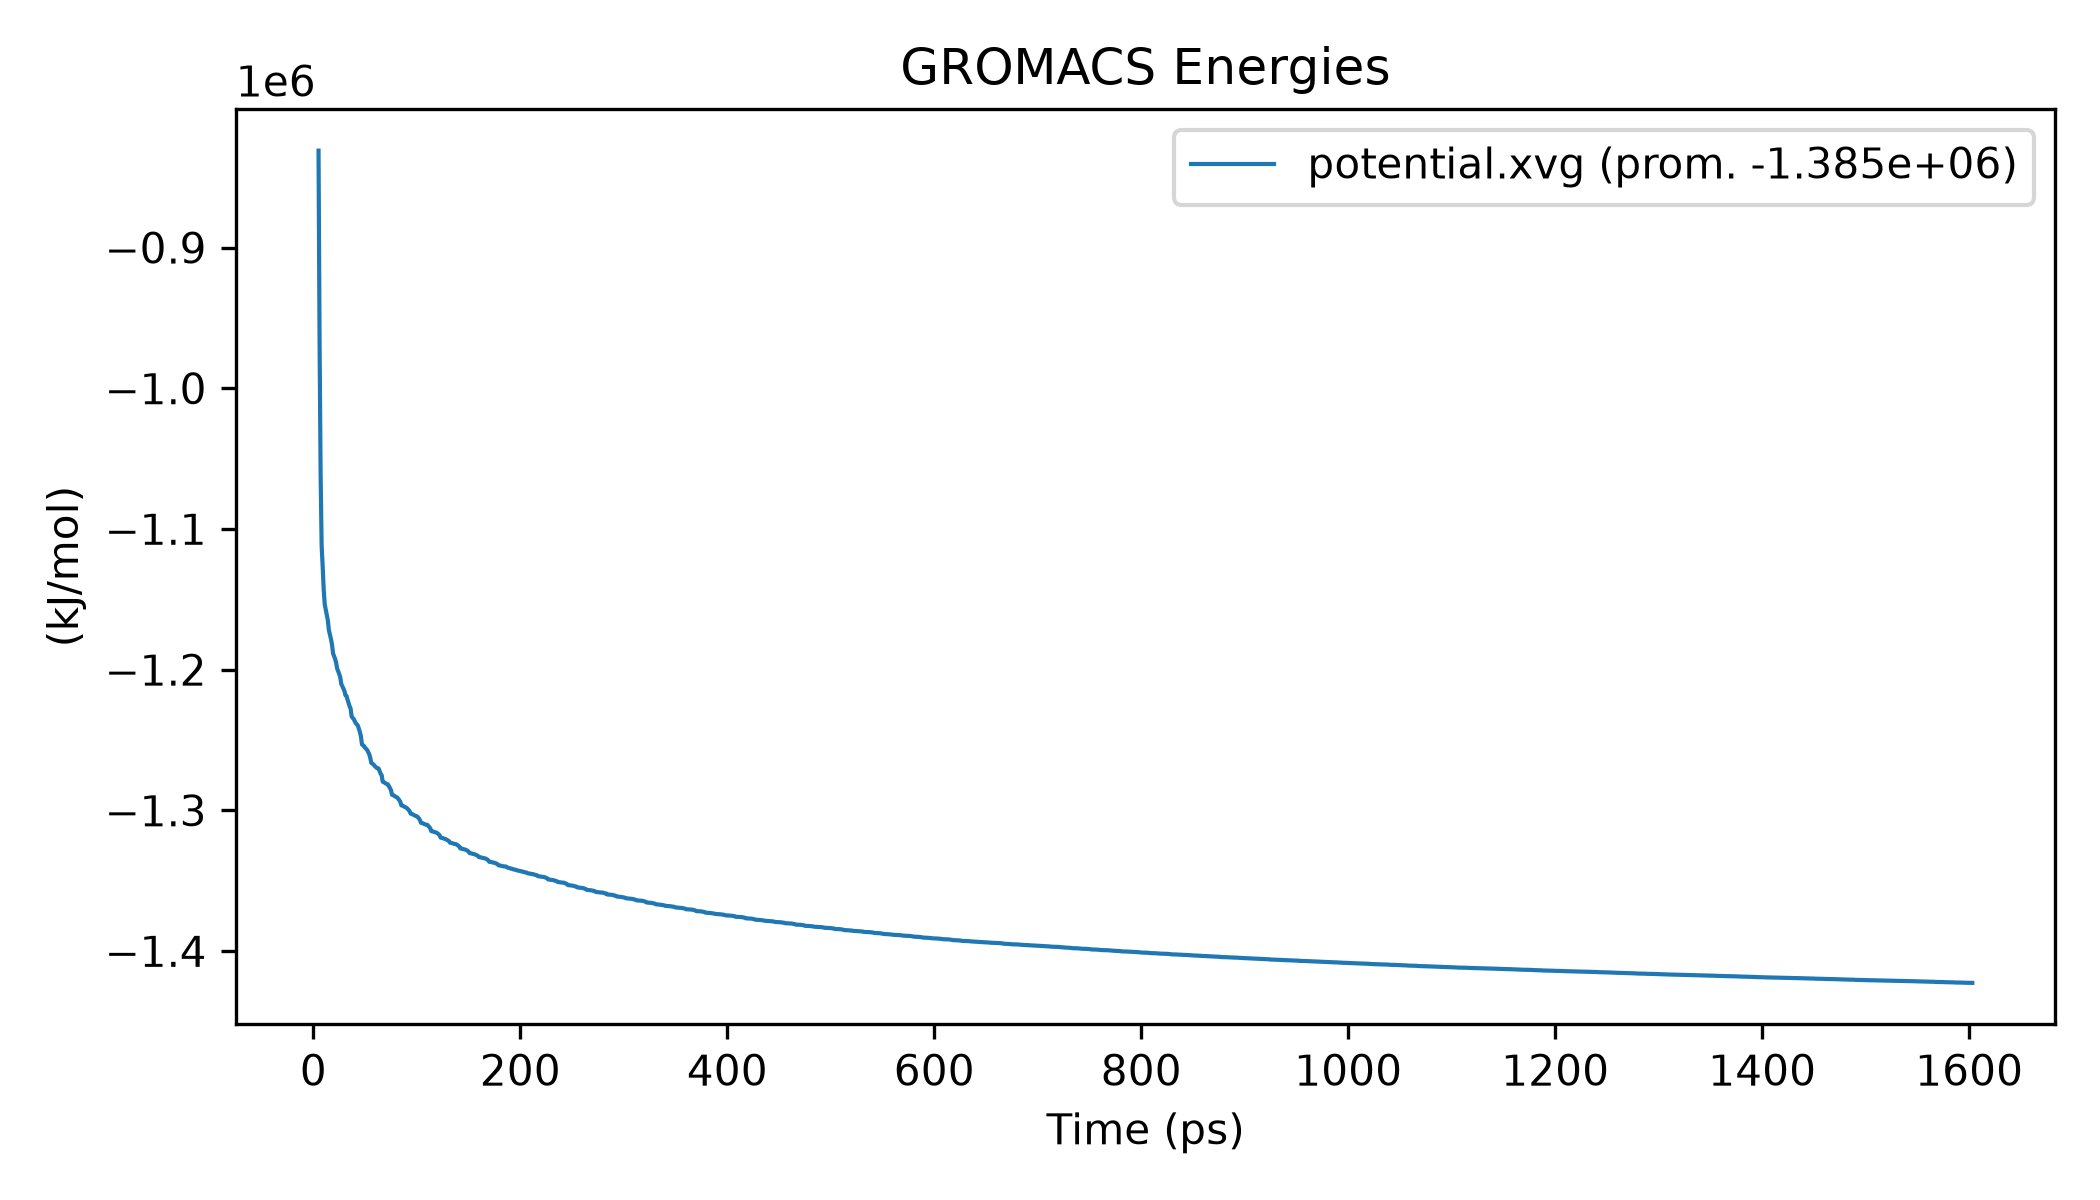 GROMACS Energies
1e6
potential.xvg (prom. -1.385e+06)
−0.9
−1.0
−1.1
−1.2
−1.3
−1.4
(kJ/mol)
0 200 400 600 800 1000 1200 1400 1600
Time (ps)